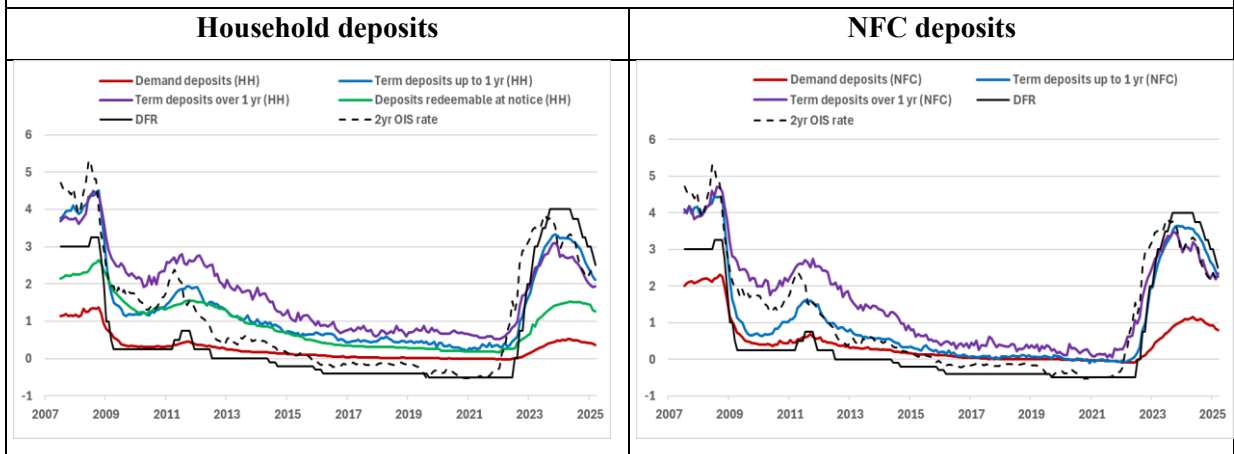 Household deposits
NFC deposits
Demand deposits (HH)
Term deposits up to 1 yr (HH)
Term deposits over 1 yr (HH)
Deposits redeemable at notice (HH)
DFR
2yr OIS rate
6
5
4
3
2
1
0
-1
2007 2009 2011 2013 2015 2017 2019 2021 2023 2025
Demand deposits (NFC)
Term deposits up to 1 yr (NFC)
Term deposits over 1 yr (NFC)
DFR
2yr OIS rate
6
5
4
3
2
1
0
-1
2007 2009 2011 2013 2015 2017 2019 2021 2023 2025